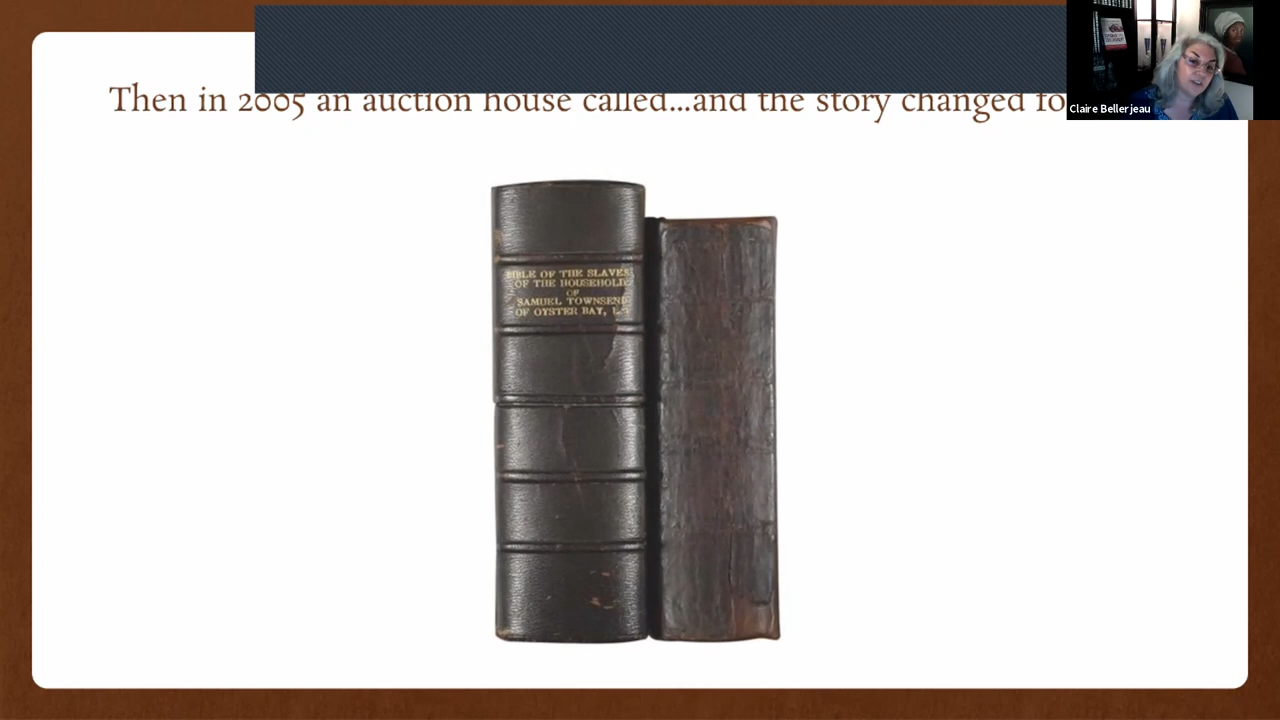 Then in 2005 an auction house called...and the story changed fo
Claire Bellerjeau
BIBLE OF THE SLAVES
OF THE HOUSEHOLD
OF
SAMUEL TOWNSEND
OF OYSTER BAY, L.